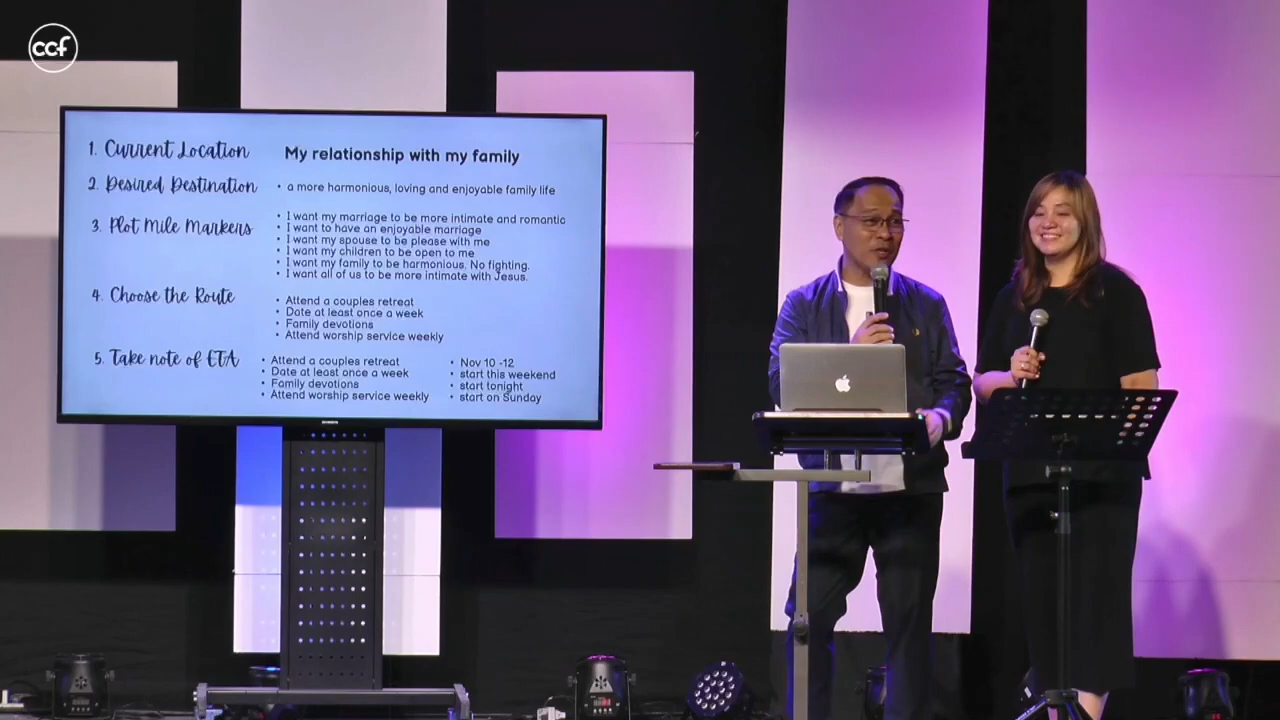 ccf
1. Current Location
My relationship with my family
2. Desired Destination
• a more harmonious, loving and enjoyable family life
3. Plot Mile Markers
• I want my marriage to be more intimate and romantic
• I want to have an enjoyable marriage
• I want my spouse to be please with me
• I want my children to be open to me
• I want my family to be harmonious. No fighting.
• I want all of us to be more intimate with Jesus.
4. Choose the Route
• Attend a couples retreat
• Date at least once a week
• Family devotions
• Attend worship service weekly
5. Take note of ETA
• Attend a couples retreat • Nov 10 -12
• Date at least once a week • start this weekend
• Family devotions • start tonight
• Attend worship service weekly • start on Sunday